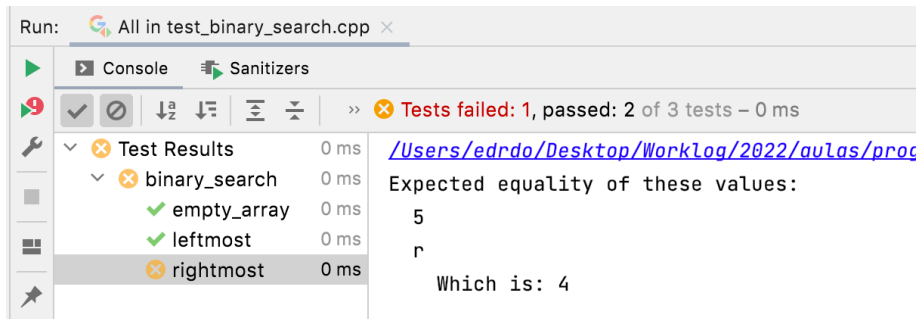 Run: All in test_binary_search.cpp ×
Console Sanitizers
» Tests failed: 1, passed: 2 of 3 tests – 0 ms
Test Results 0 ms
binary_search 0 ms
empty_array 0 ms
leftmost 0 ms
rightmost 0 ms
/Users/edrdo/Desktop/Worklog/2022/aulas/prog
Expected equality of these values:
5
r
Which is: 4